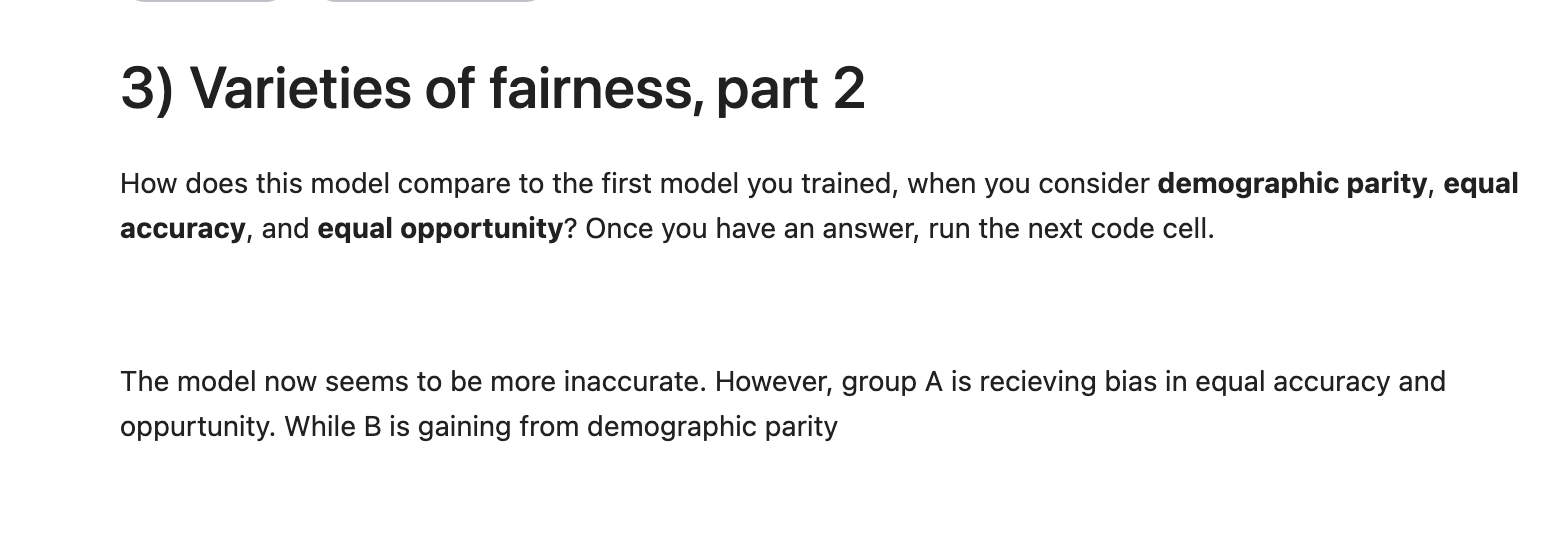 3) Varieties of fairness, part 2
How does this model compare to the first model you trained, when you consider demographic parity, equal
accuracy, and equal opportunity? Once you have an answer, run the next code cell.
The model now seems to be more inaccurate. However, group A is recieving bias in equal accuracy and
oppurtunity. While B is gaining from demographic parity